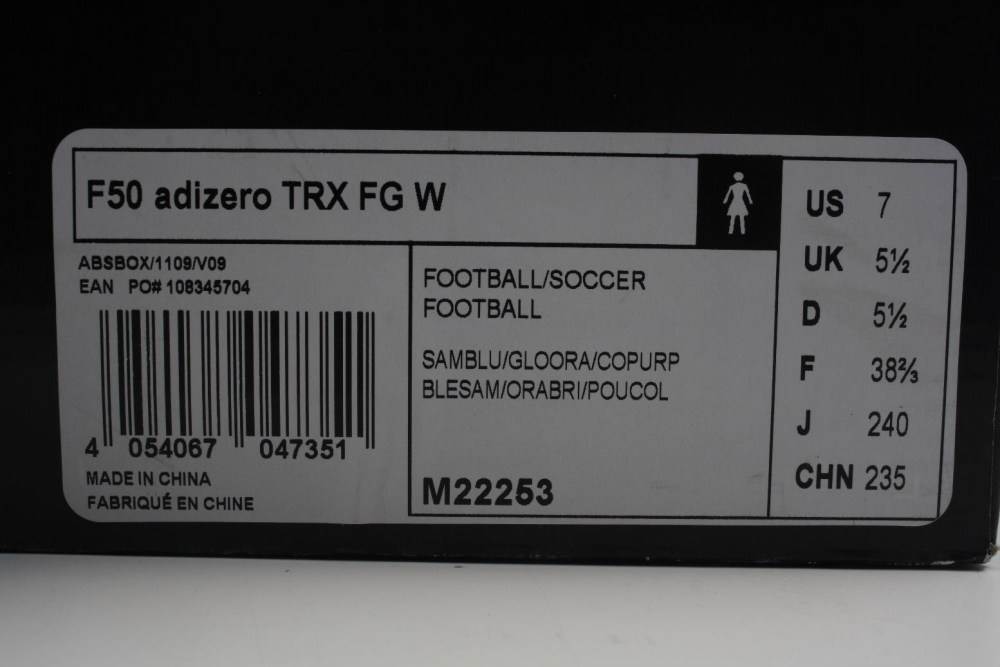 F50 adizero TRX FG W
ABSBOX/1109/V09
EAN PO# 108345704
4 054067 047351
MADE IN CHINA
FABRIQUÉ EN CHINE
FOOTBALL/SOCCER
FOOTBALL
SAMBLU/GLOORA/COPURP
BLESAM/ORABRI/POUCOL
M22253
US 7
UK 5½
D 5½
F 38⅔
J 240
CHN 235